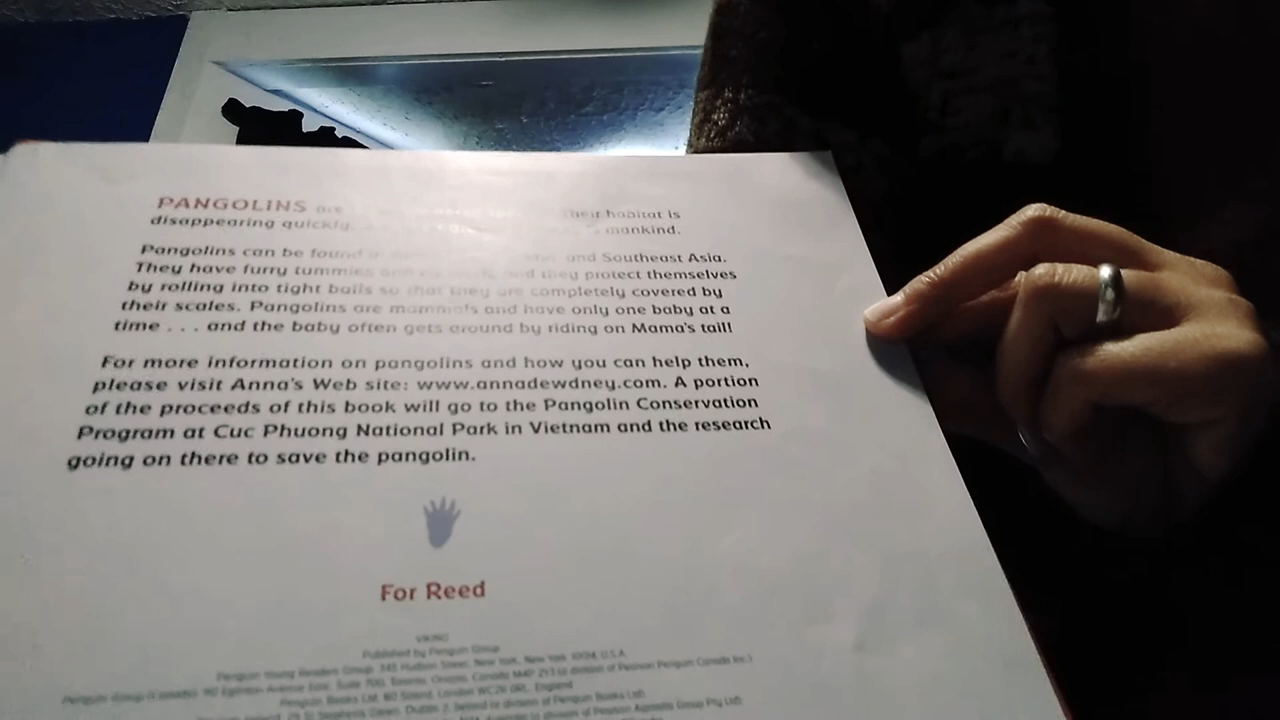 PANGOLINS are Their habitat is
disappearing quickly, mankind.
Pangolins can be found in and Southeast Asia.
They have furry tummies and and they protect themselves
by rolling into tight balls so that they are completely covered by
their scales. Pangolins are mammals and have only one baby at a
time . . . and the baby often gets around by riding on Mama's tail!
For more information on pangolins and how you can help them,
please visit Anna's Web site: www.annadewdney.com. A portion
of the proceeds of this book will go to the Pangolin Conservation
Program at Cuc Phuong National Park in Vietnam and the research
going on there to save the pangolin.
For Reed
VIKING
Published by Penguin Group
Penguin Young Readers Group, 345 Hudson Street, New York, New York 10014, U.S.A.
Penguin Group (Canada), 90 Eglinton Avenue East, Suite 700, Toronto, Ontario, Canada M4P 2Y3 (a division of Pearson Penguin Canada Inc.)
Penguin Books Ltd, 80 Strand, London WC2R 0RL, England
Penguin Ireland, 25 St Stephen's Green, Dublin 2, Ireland (a division of Penguin Books Ltd)